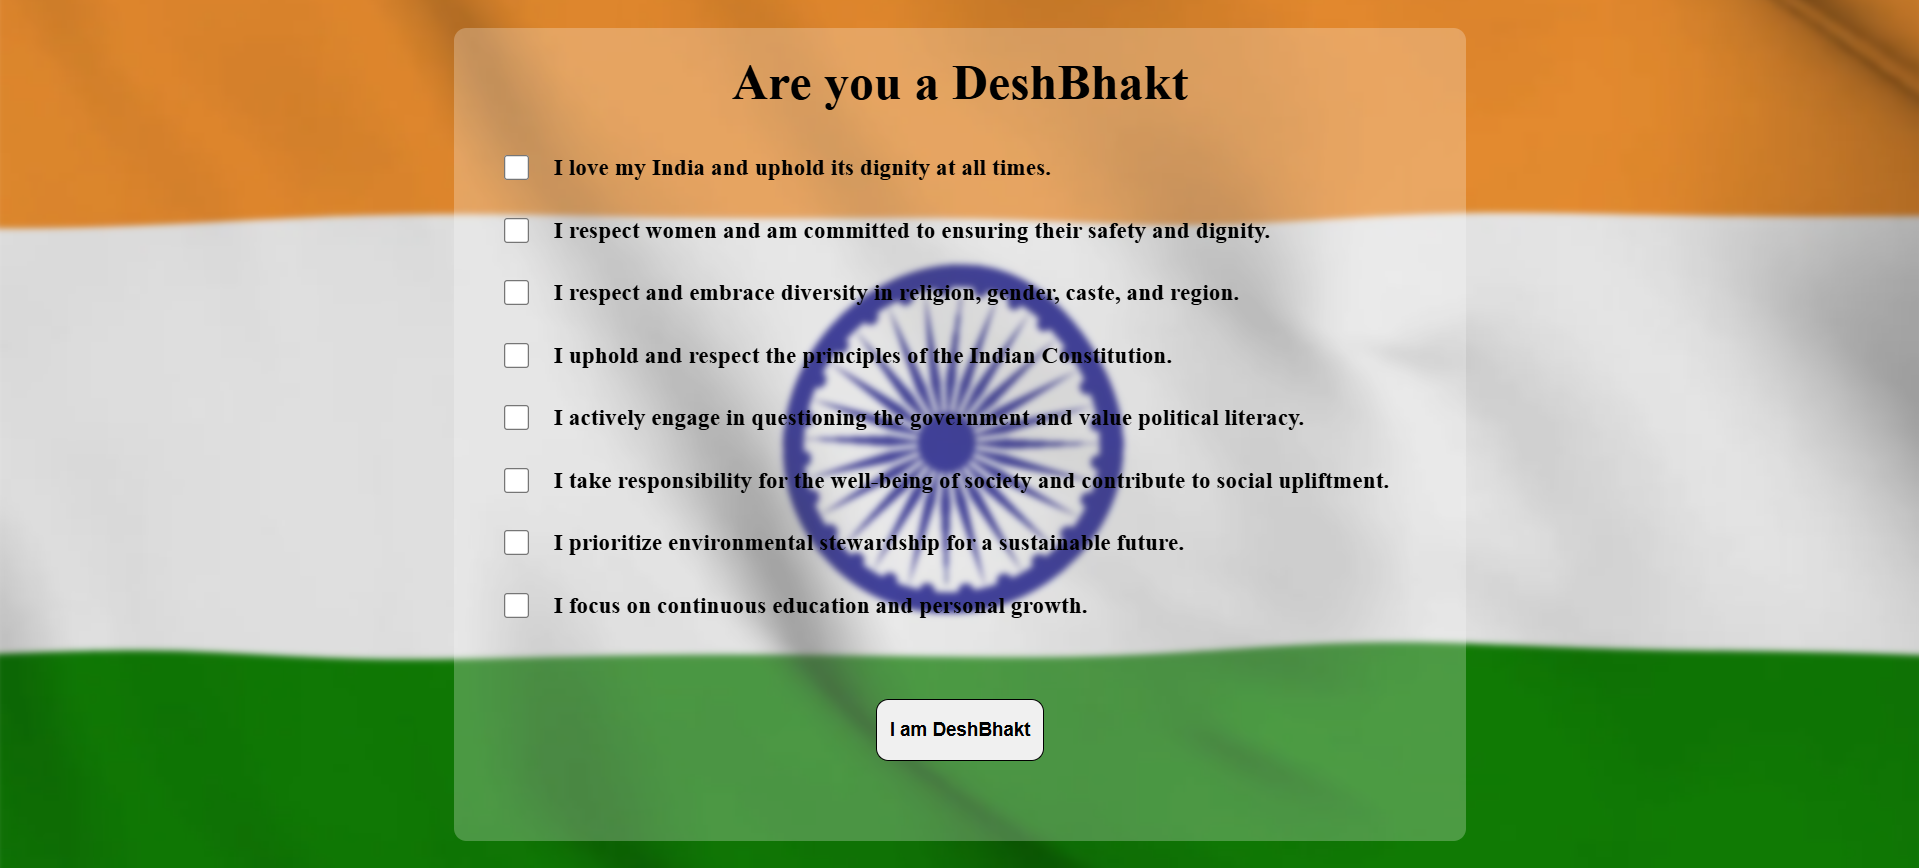 Are you a DeshBhakt
I love my India and uphold its dignity at all times.
I respect women and am committed to ensuring their safety and dignity.
I respect and embrace diversity in religion, gender, caste, and region.
I uphold and respect the principles of the Indian Constitution.
I actively engage in questioning the government and value political literacy.
I take responsibility for the well-being of society and contribute to social upliftment.
I prioritize environmental stewardship for a sustainable future.
I focus on continuous education and personal growth.
I am DeshBhakt